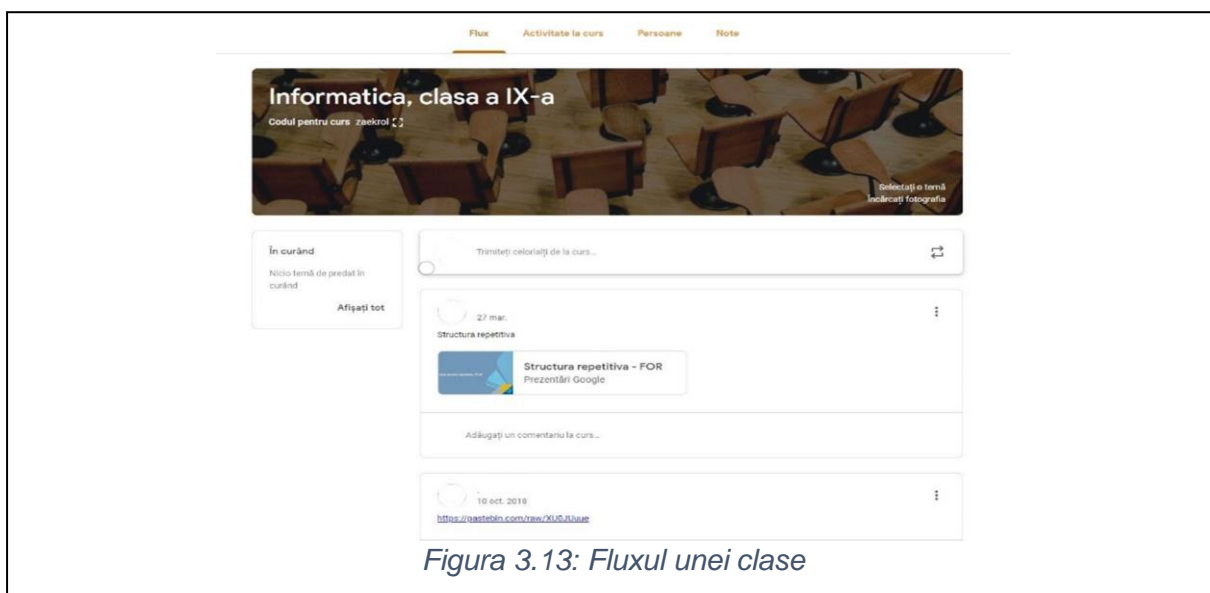 Flux Activitate la curs Persoane Note
Informatica, clasa a IX-a
Codul pentru curs zaekrol
Selectați o temă
Încărcați fotografia
În curând
Nicio temă de predat în
curând
Afișați tot
Trimiteți celorlalți de la curs...
27 mar.
Structura repetitiva
Structura repetitiva - FOR
Prezentări Google
Adăugați un comentariu la curs...
10 oct. 2018
https://pastebin.com/raw/XU0JUuue
Figura 3.13: Fluxul unei clase